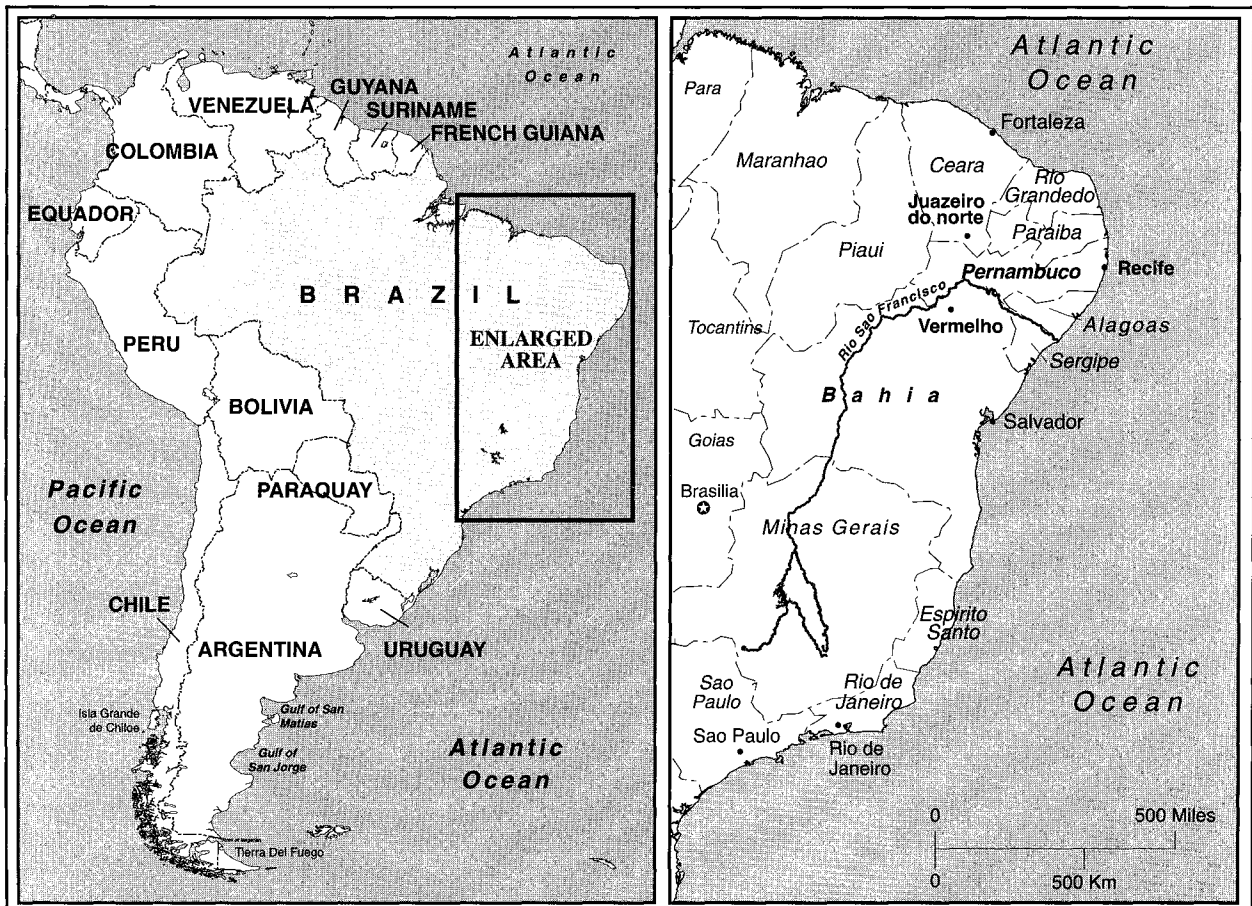 Atlantic
Ocean
GUYANA
VENEZUELA
SURINAME
FRENCH GUIANA
COLOMBIA
EQUADOR
BRAZIL
ENLARGED
AREA
PERU
BOLIVIA
PARAQUAY
Pacific
Ocean
CHILE
ARGENTINA
URUGUAY
Isla Grande
de Chiloe
Gulf of San
Matias
Gulf of
San Jorge
Atlantic
Ocean
Tierra Del Fuego
Atlantic
Ocean
Para
Fortaleza
Maranhao
Ceara
Rio
Grandedo
Juazeiro
do norte
Paraiba
Piaui
Pernambuco
Recife
Rio Sao Francisco
Tocantins
Vermelho
Alagoas
Sergipe
Bahia
Salvador
Goias
Brasilia
Minas Gerais
Espirito
Santo
Atlantic
Ocean
Sao
Paulo
Rio de
Janeiro
Sao Paulo
Rio de
Janeiro
0 500 Miles
0 500 Km